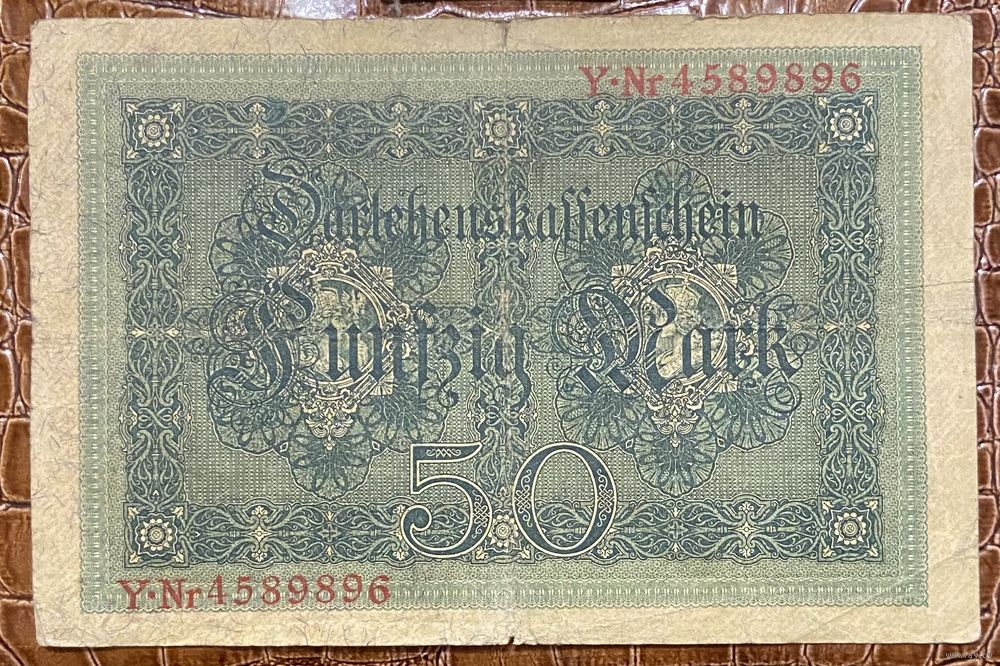 Y·Nr 4589896
Darlehenskaſſenſchein
Fünfzig Mark
50
Y·Nr 4589896